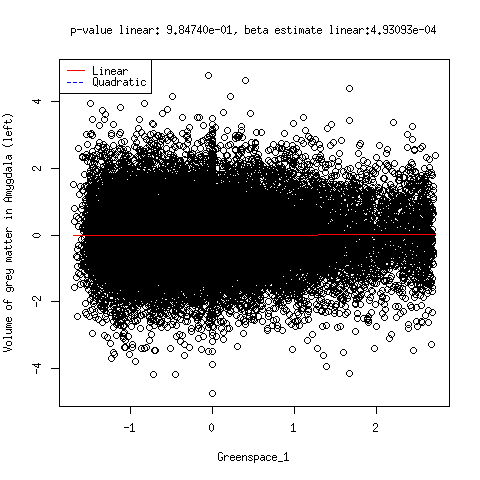 p-value linear: 9.84740e-01, beta estimate linear:4.93093e-04
Linear
Quadratic
Volume of grey matter in Amygdala (left)
4
2
0
-2
-4
-1 0 1 2
Greenspace_1